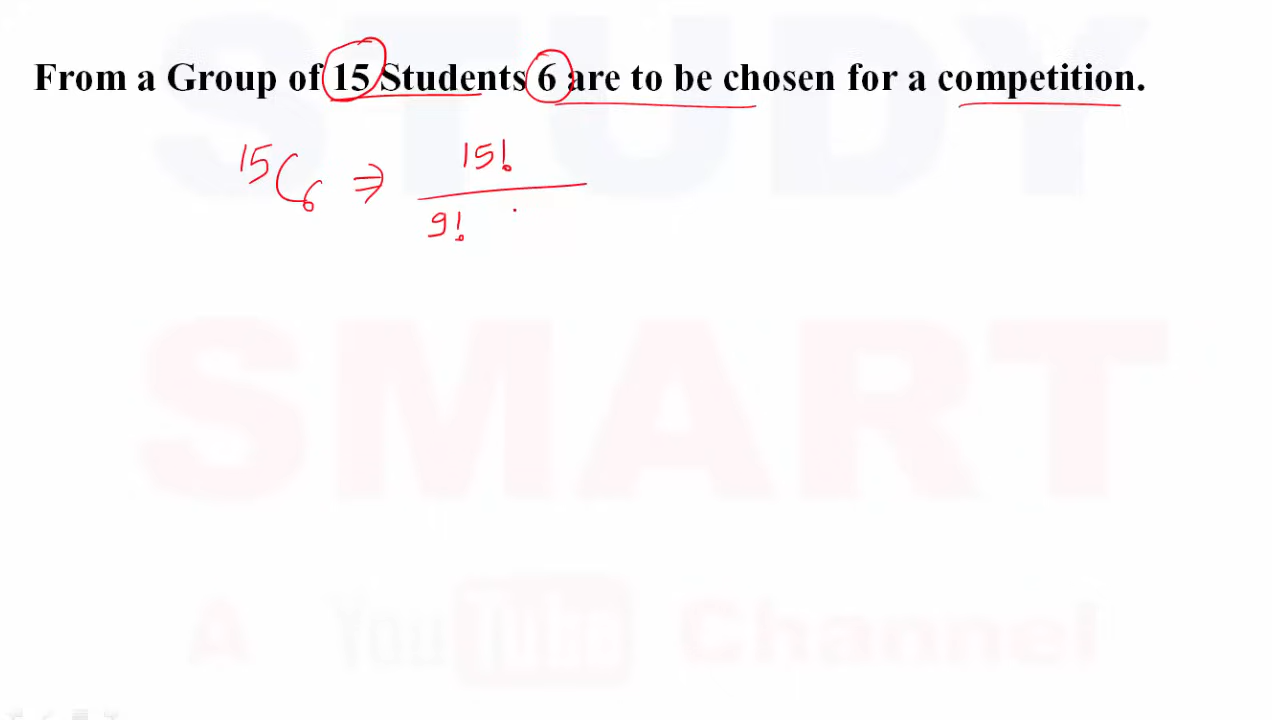 From a Group of 15 Students 6 are to be chosen for a competition.
15C6 ⇒ 15! / 9!
STUDY
SMART
A YouTube Channel